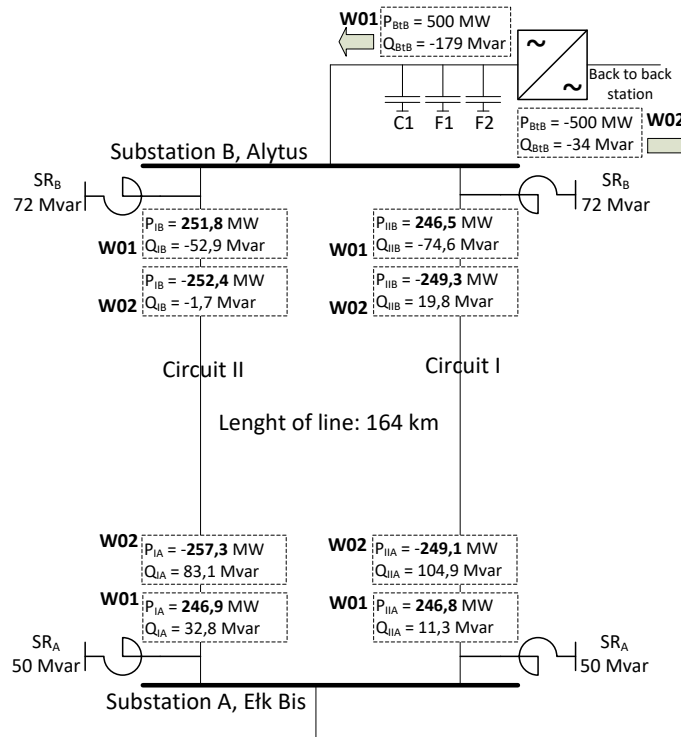 W01 P_BtB = 500 MW
Q_BtB = -179 Mvar
Back to back
station
C1 F1 F2
P_BtB = -500 MW W02
Q_BtB = -34 Mvar
Substation B, Alytus
SR_B
72 Mvar
SR_B
72 Mvar
P_IB = 251,8 MW
W01 Q_IB = -52,9 Mvar
P_IIB = 246,5 MW
W01 Q_IIB = -74,6 Mvar
P_IB = -252,4 MW
W02 Q_IB = -1,7 Mvar
P_IIB = -249,3 MW
W02 Q_IIB = 19,8 Mvar
Circuit II
Circuit I
Lenght of line: 164 km
W02 P_IA = -257,3 MW
Q_IA = 83,1 Mvar
W02 P_IIA = -249,1 MW
Q_IIA = 104,9 Mvar
W01 P_IA = 246,9 MW
Q_IA = 32,8 Mvar
W01 P_IIA = 246,8 MW
Q_IIA = 11,3 Mvar
SR_A
50 Mvar
SR_A
50 Mvar
Substation A, Ełk Bis